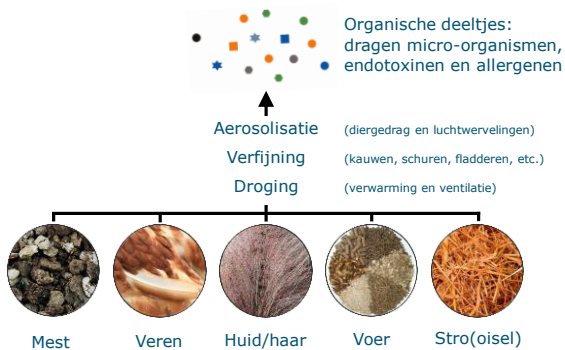 Organische deeltjes:
dragen micro-organismen,
endotoxinen en allergenen
Aerosolisatie (diergedrag en luchtwervelingen)
Verfijning (kauwen, schuren, fladderen, etc.)
Droging (verwarming en ventilatie)
Mest Veren Huid/haar Voer Stro(oisel)